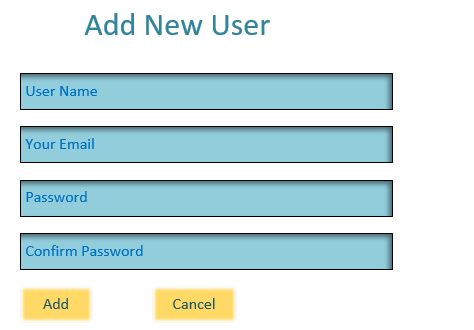 Add New User
User Name
Your Email
Password
Confirm Password
Add Cancel